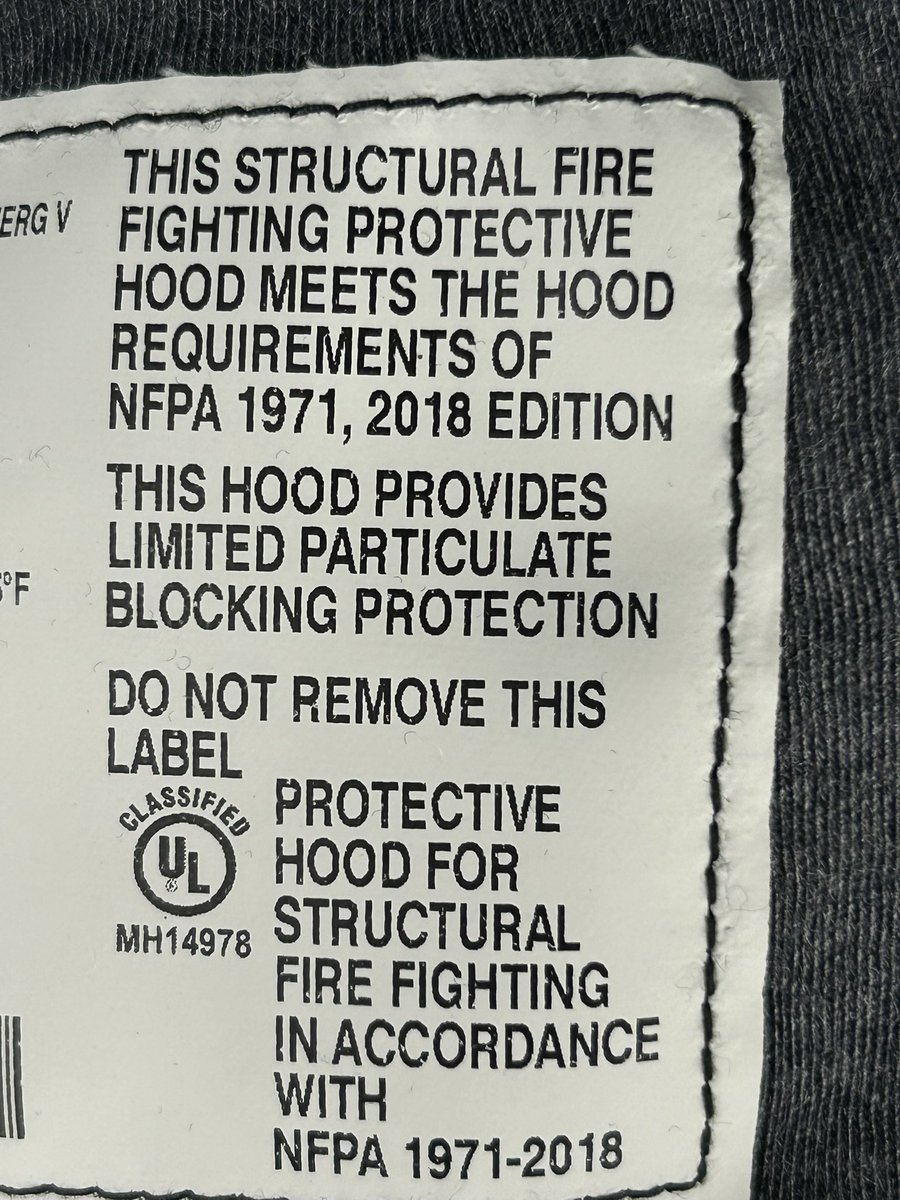 THIS STRUCTURAL FIRE
FIGHTING PROTECTIVE
HOOD MEETS THE HOOD
REQUIREMENTS OF
NFPA 1971, 2018 EDITION
THIS HOOD PROVIDES
LIMITED PARTICULATE
BLOCKING PROTECTION
DO NOT REMOVE THIS
LABEL
CLASSIFIED
UL
MH14978
PROTECTIVE
HOOD FOR
STRUCTURAL
FIRE FIGHTING
IN ACCORDANCE
WITH
NFPA 1971-2018
ERG V
°F